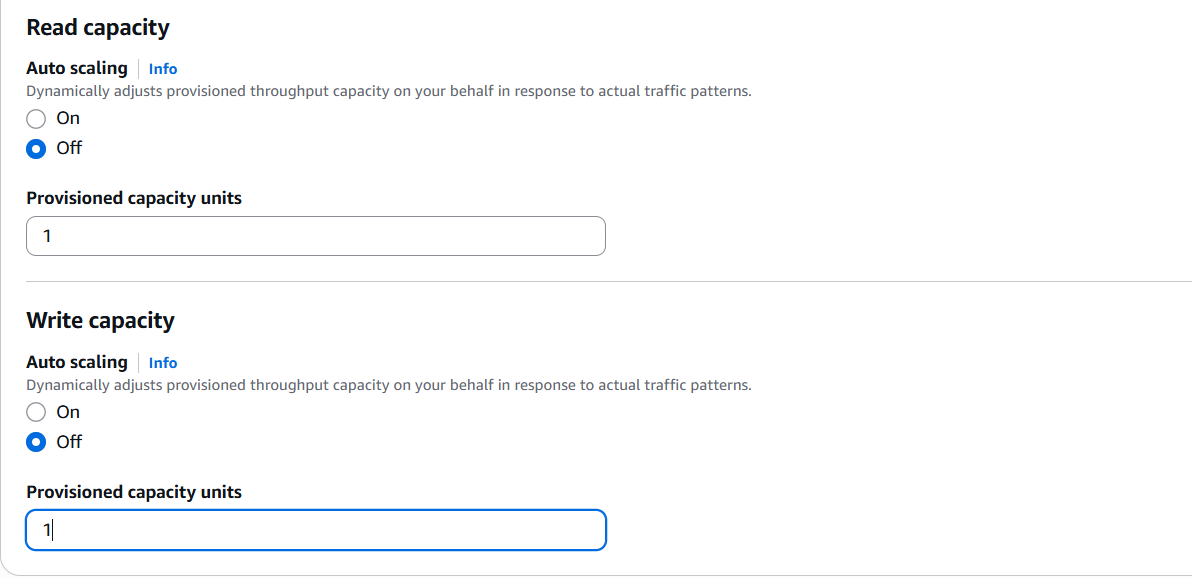 Read capacity
Auto scaling Info
Dynamically adjusts provisioned throughput capacity on your behalf in response to actual traffic patterns.
On
Off
Provisioned capacity units
1
Write capacity
Auto scaling Info
Dynamically adjusts provisioned throughput capacity on your behalf in response to actual traffic patterns.
On
Off
Provisioned capacity units
1